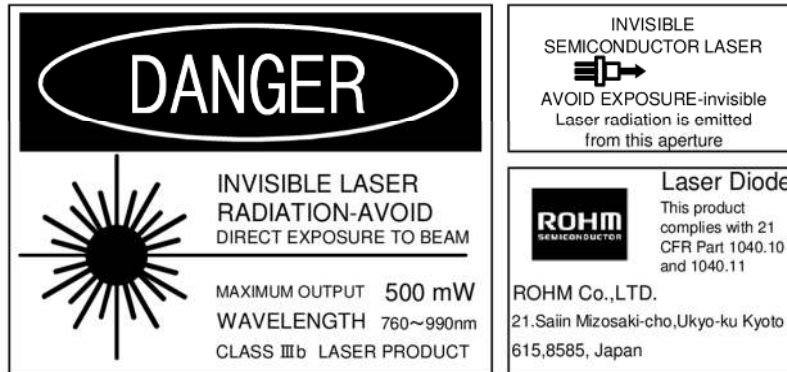 DANGER
INVISIBLE LASER
RADIATION-AVOID
DIRECT EXPOSURE TO BEAM
MAXIMUM OUTPUT 500 mW
WAVELENGTH 760～990nm
CLASS Ⅲb LASER PRODUCT
INVISIBLE
SEMICONDUCTOR LASER
AVOID EXPOSURE-invisible
Laser radiation is emitted
from this aperture
ROHM
SEMICONDUCTOR
Laser Diode
This product
complies with 21
CFR Part 1040.10
and 1040.11
ROHM Co.,LTD.
21.Saiin Mizosaki-cho,Ukyo-ku Kyoto
615,8585, Japan